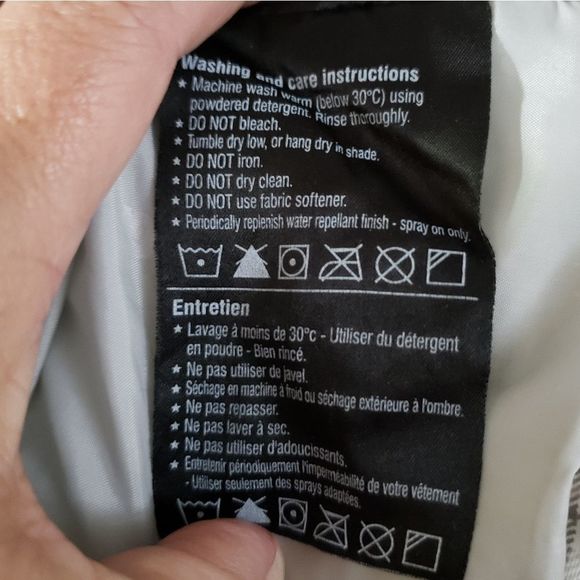 Washing and care instructions
★ Machine wash warm (below 30°C) using
powdered detergent. Rinse thoroughly.
★ DO NOT bleach.
★ Tumble dry low, or hang dry in shade.
★ DO NOT iron.
★ DO NOT dry clean.
★ DO NOT use fabric softener.
★ Periodically replenish water repellant finish - spray on only.
Entretien
★ Lavage à moins de 30°c - Utiliser du détergent
en poudre - Bien rincé.
★ Ne pas utiliser de javel.
★ Séchage en machine à froid ou séchage extérieure à l'ombre.
★ Ne pas repasser.
★ Ne pas laver à sec.
★ Ne pas utiliser d'adoucissants.
★ Entretenir périodiquement l'imperméabilité de votre vêtement
- Utiliser seulement des sprays adaptées.